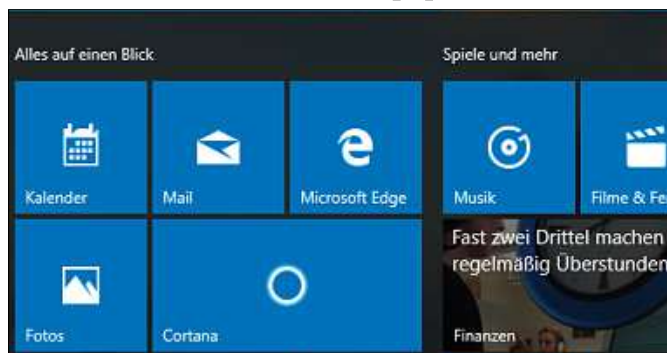 Alles auf einen Blick
Spiele und mehr
Kalender
Mail
Microsoft Edge
Musik
Filme & Fe
Fast zwei Drittel machen
regelmäßig Überstunden
Fotos
Cortana
Finanzen